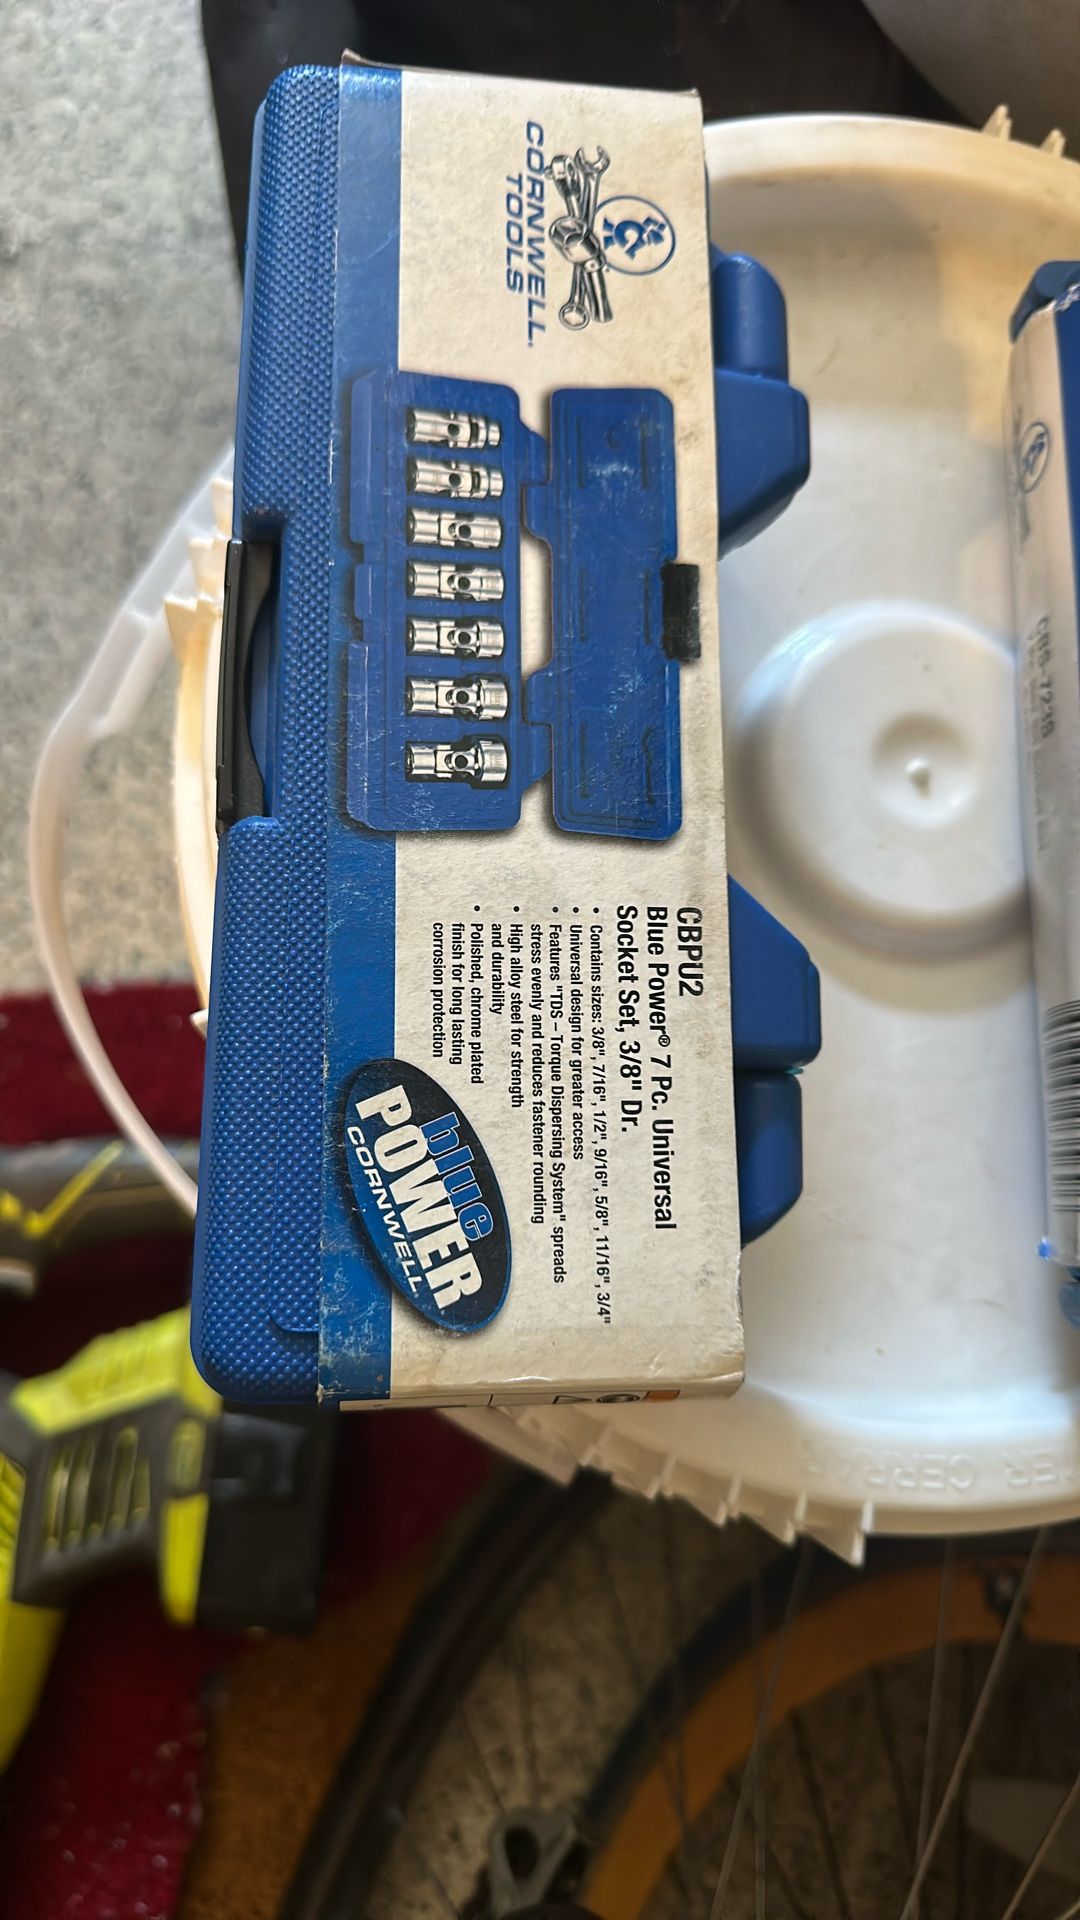 CORNWELL.
TOOLS
CBPU2
Blue Power® 7 Pc. Universal
Socket Set, 3/8" Dr.
• Contains sizes: 3/8", 7/16", 1/2", 9/16", 5/8", 11/16", 3/4"
• Universal design for greater access
• Features "TDS – Torque Dispersing System" spreads
stress evenly and reduces fastener rounding
• High alloy steel for strength
and durability
• Polished, chrome plated
finish for long lasting
corrosion protection
blue
POWER
CORNWELL.
CERRAR